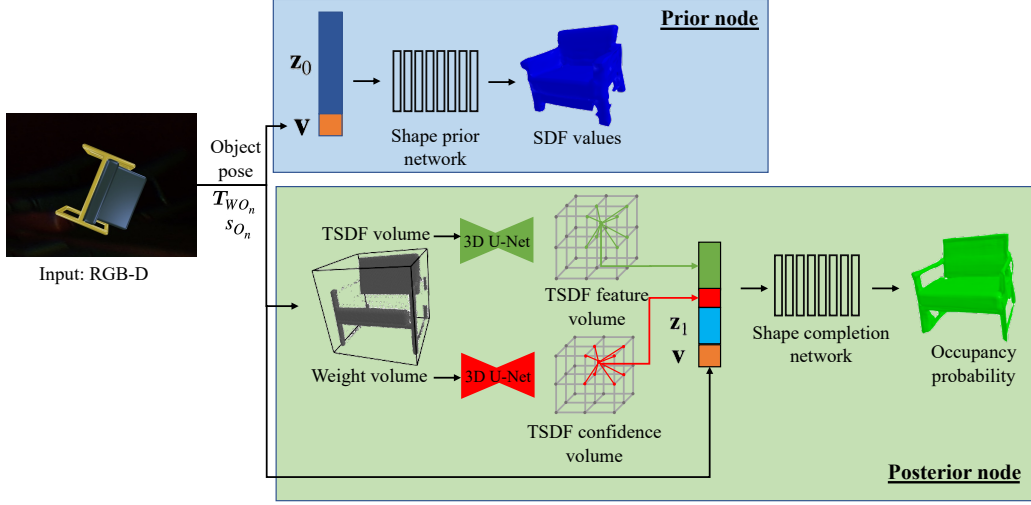 Prior node
z0
v
Shape prior
network
SDF values
Object
pose
TWOn
sOn
Input: RGB-D
TSDF volume
3D U-Net
TSDF feature
volume
Weight volume
3D U-Net
TSDF confidence
volume
z1
v
Shape completion
network
Occupancy
probability
Posterior node